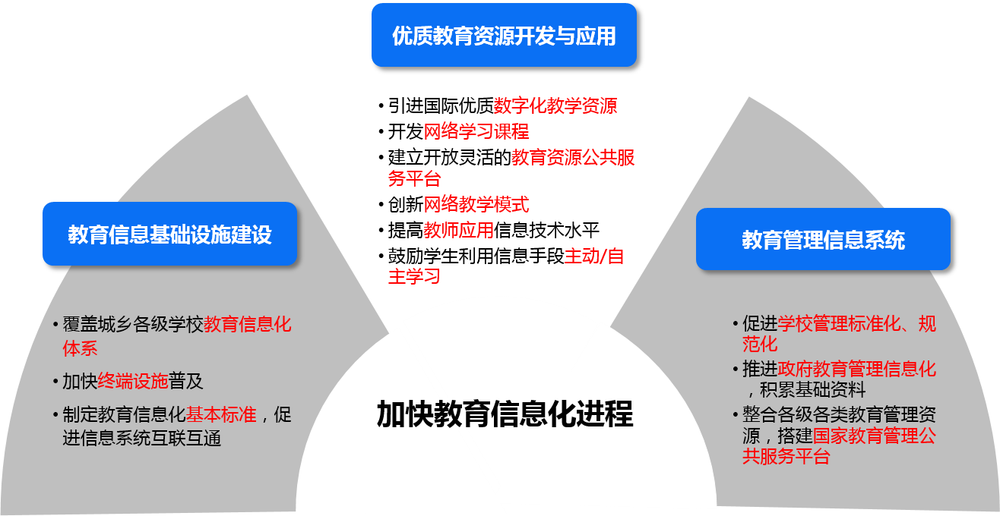 优质教育资源开发与应用
• 引进国际优质数字化教学资源
• 开发网络学习课程
• 建立开放灵活的教育资源公共服
务平台
• 创新网络教学模式
• 提高教师应用信息技术水平
• 鼓励学生利用信息手段主动/自
主学习
教育信息基础设施建设
• 覆盖城乡各级学校教育信息化
体系
• 加快终端设施普及
• 制定教育信息化基本标准，促
进信息系统互联互通
教育管理信息系统
• 促进学校管理标准化、规
范化
• 推进政府教育管理信息化
，积累基础资料
• 整合各级各类教育管理资
源，搭建国家教育管理公
共服务平台
加快教育信息化进程